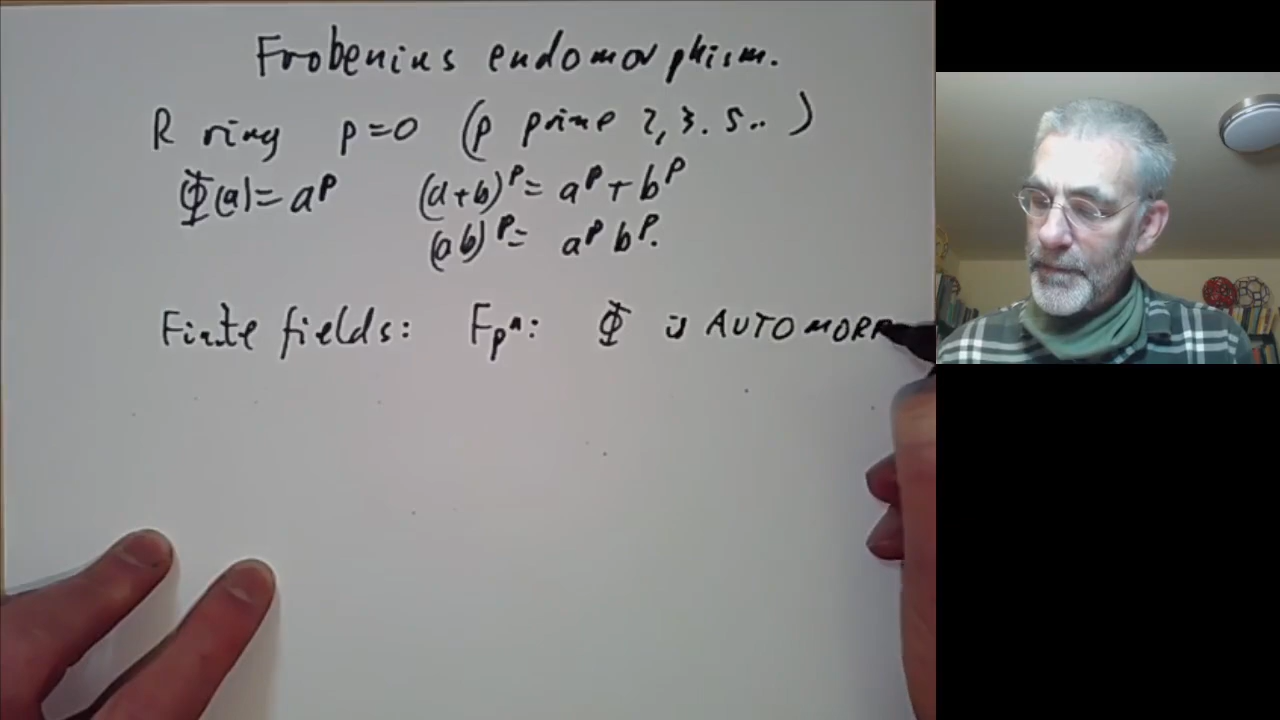 Frobenius endomorphism.
R ring p=0 (p prime 2, 3. 5.. )
Φ(a)= a^p (a+b)^p= a^p+b^p
(ab)^p= a^p b^p.
Finite fields: F_p^n: Φ is AUTOMORP